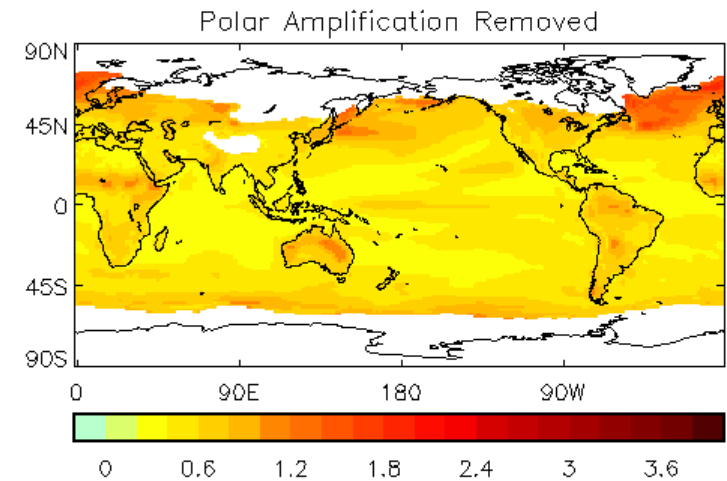 Polar Amplification Removed
90N
45N
0
45S
90S
0 90E 180 90W
0 0.6 1.2 1.8 2.4 3 3.6